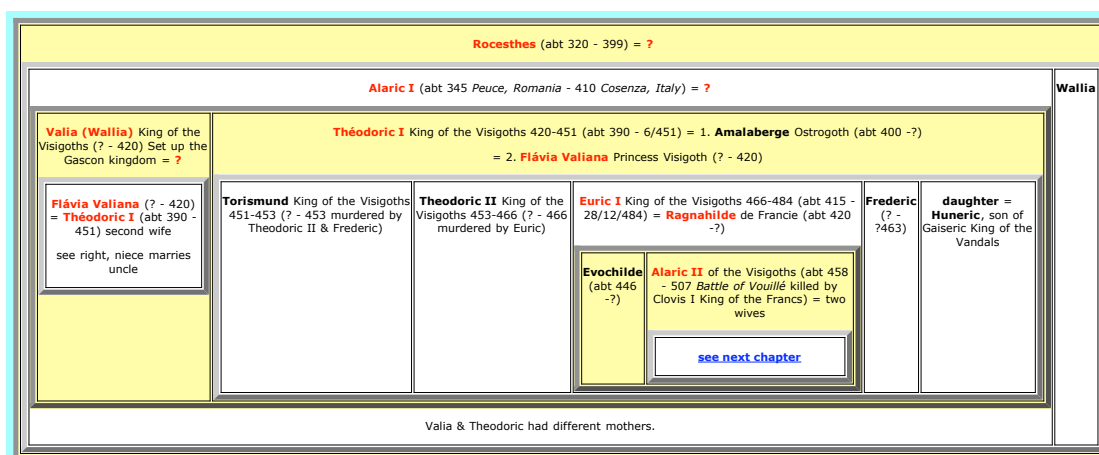 Rocesthes (abt 320 - 399) = ?
Alaric I (abt 345 Peuce, Romania - 410 Cosenza, Italy) = ?
Wallia
Valia (Wallia) King of the
Visigoths (? - 420) Set up the
Gascon kingdom = ?
Flávia Valiana (? - 420)
= Théodoric I (abt 390 -
451) second wife
see right, niece marries
uncle
Théodoric I King of the Visigoths 420-451 (abt 390 - 6/451) = 1. Amalaberge Ostrogoth (abt 400 -?)
= 2. Flávia Valiana Princess Visigoth (? - 420)
Torismund King of the Visigoths
451-453 (? - 453 murdered by
Theodoric II & Frederic)
Theodoric II King of the
Visigoths 453-466 (? - 466
murdered by Euric)
Euric I King of the Visigoths 466-484 (abt 415 -
28/12/484) = Ragnahilde de Francie (abt 420
-?)
Evochilde
(abt 446
-?)
Alaric II of the Visigoths (abt 458
- 507 Battle of Vouillé killed by
Clovis I King of the Francs) = two
wives
see next chapter
Frederic
(? -
?463)
daughter =
Huneric, son of
Gaiseric King of the
Vandals
Valia & Theodoric had different mothers.